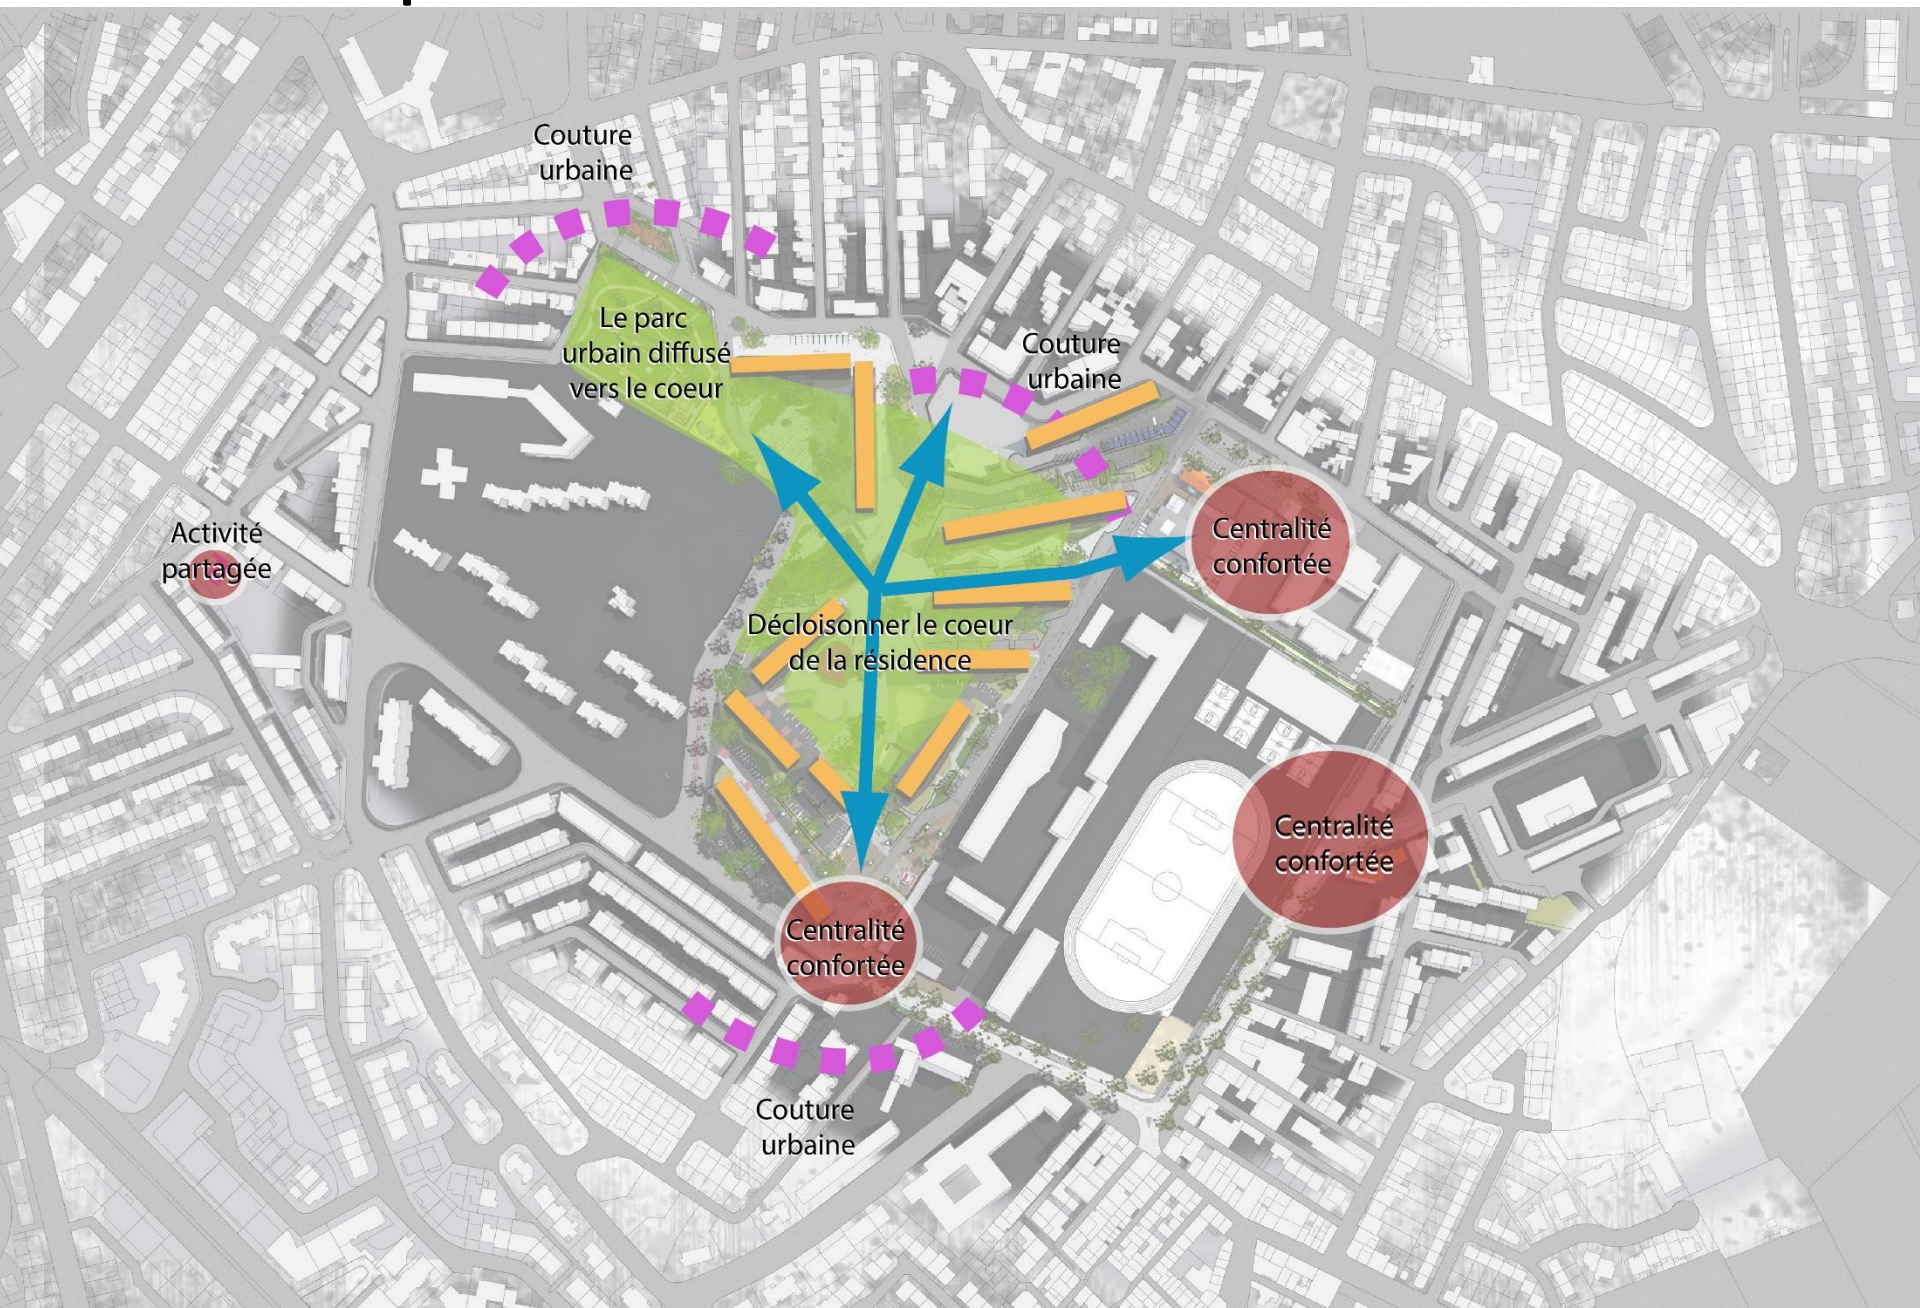 Couture
urbaine
Le parc
urbain diffusé
vers le coeur
Couture
urbaine
Activité
partagée
Centralité
confortée
Décloisonner le coeur
de la résidence
Centralité
confortée
Centralité
confortée
Couture
urbaine